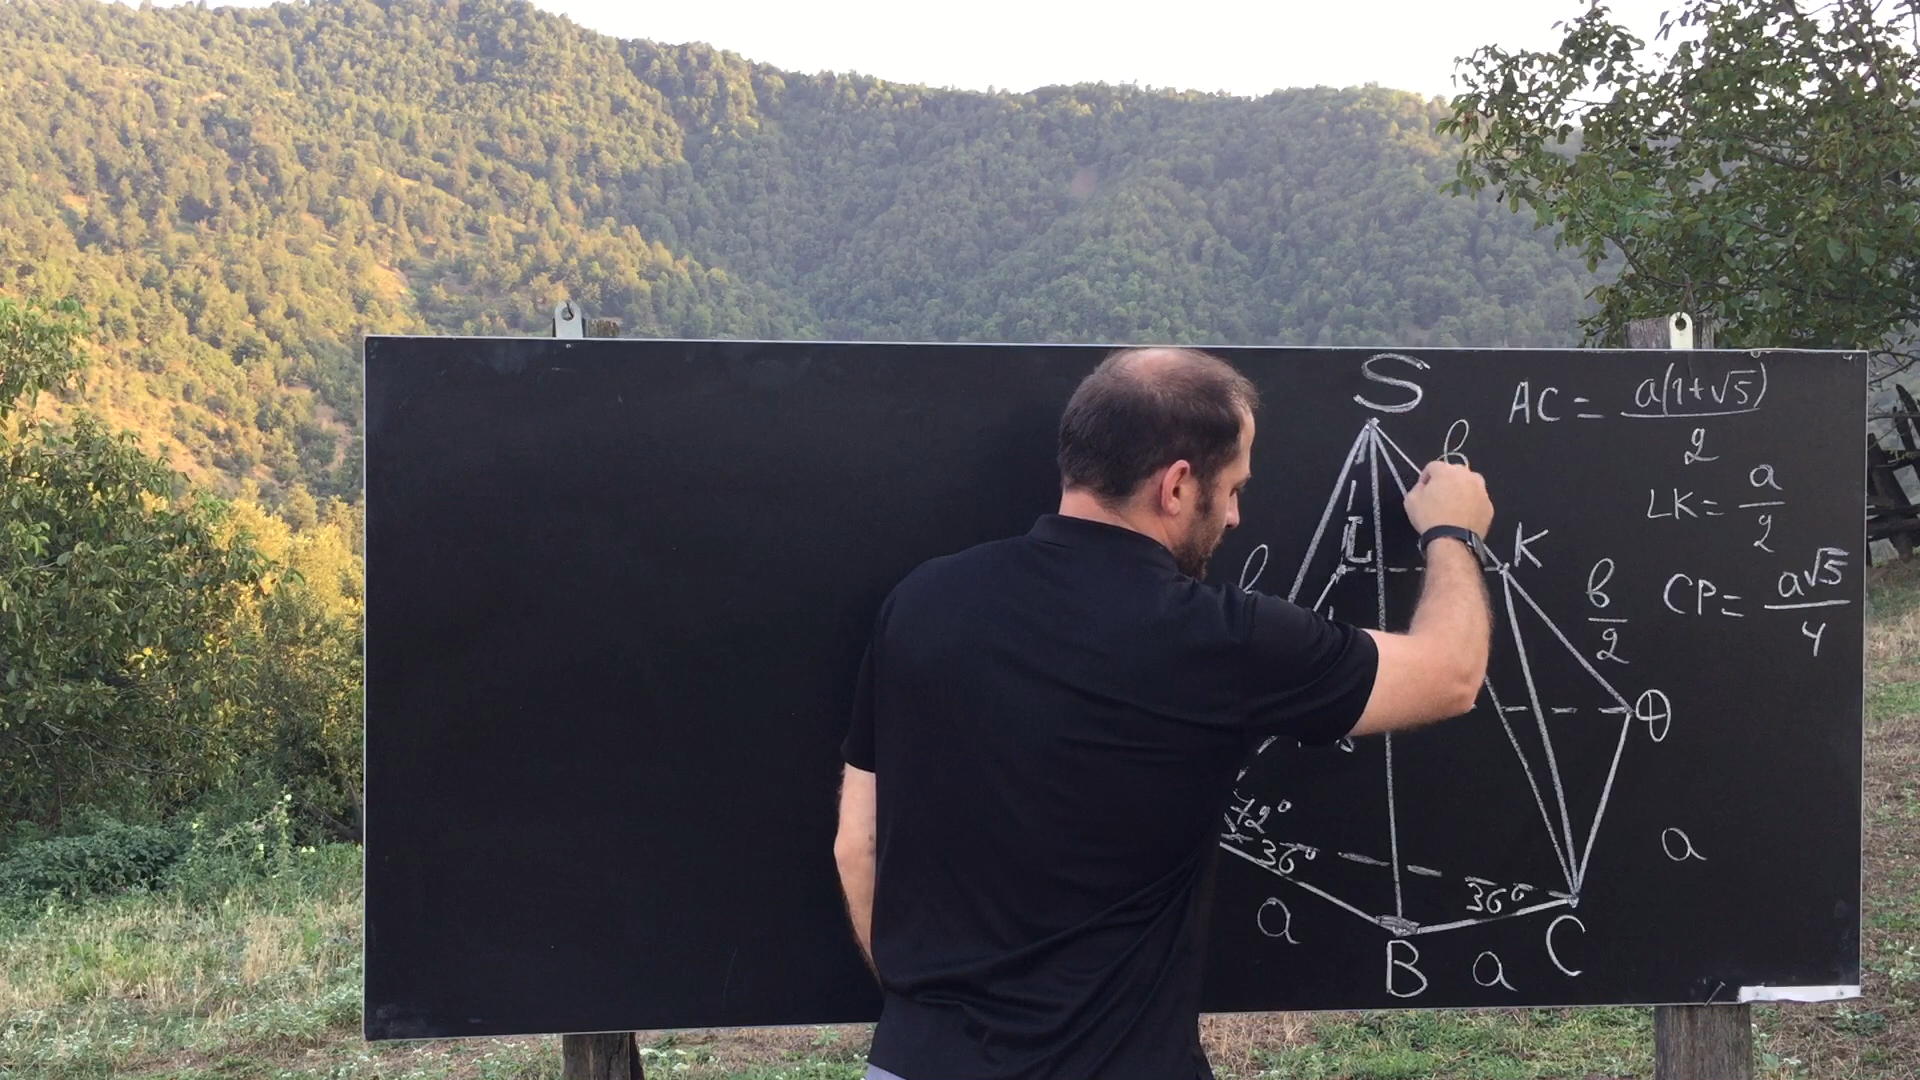 S
AC = a(1+√5)/2
b
LK = a/2
L
K
b
b/2
CP = a√5/4
D
72°
36°
36°
a
a
B
a
C